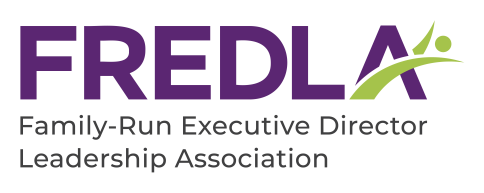 FREDLA
Family-Run Executive Director
Leadership Association